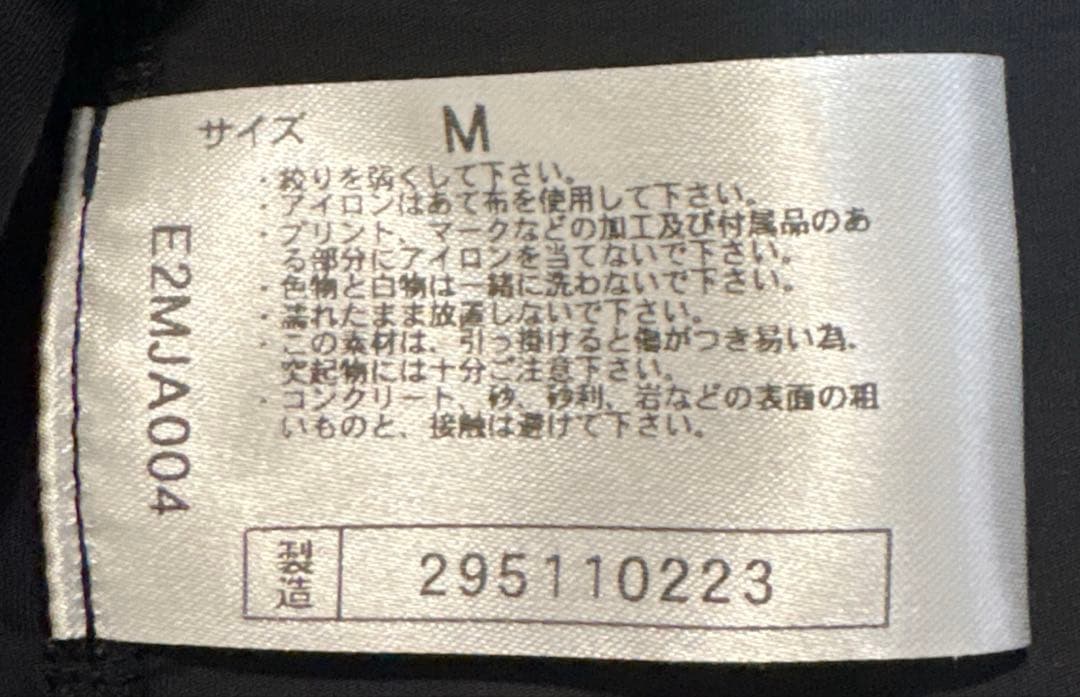 サイズ M
・絞りを弱くして下さい。
・アイロンはあて布を使用して下さい。
・プリント、マークなどの加工及び付属品のあ
る部分にアイロンを当てないで下さい。
・色物と白物は一緒に洗わないで下さい。
・濡れたまま放置しないで下さい。
・この素材は、引っ掛けると傷がつき易い為、
突起物には十分ご注意下さい。
・コンクリート、砂、砂利、岩などの表面の粗
いものと、接触は避けて下さい。
E2MJA004
製造 295110223